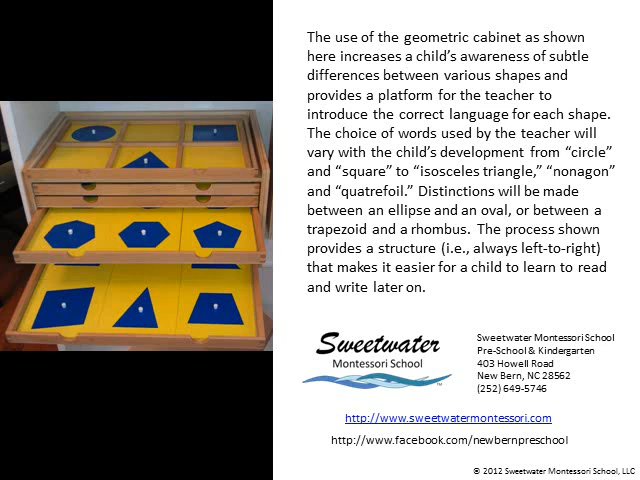 The use of the geometric cabinet as shown
here increases a child's awareness of subtle
differences between various shapes and
provides a platform for the teacher to
introduce the correct language for each shape.
The choice of words used by the teacher will
vary with the child's development from “circle”
and “square” to “isosceles triangle,” “nonagon”
and “quatrefoil.” Distinctions will be made
between an ellipse and an oval, or between a
trapezoid and a rhombus. The process shown
provides a structure (i.e., always left-to-right)
that makes it easier for a child to learn to read
and write later on.
Sweetwater
Montessori School
TM
Sweetwater Montessori School
Pre-School & Kindergarten
403 Howell Road
New Bern, NC 28562
(252) 649-5746
http://www.sweetwatermontessori.com
http://www.facebook.com/newbernpreschool
© 2012 Sweetwater Montessori School, LLC